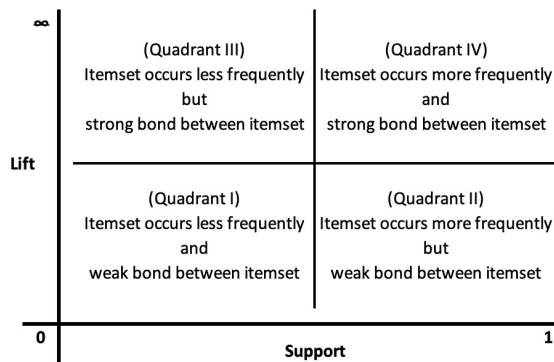 ∞
(Quadrant III)
Itemset occurs less frequently
but
strong bond between itemset
(Quadrant IV)
Itemset occurs more frequently
and
strong bond between itemset
Lift
(Quadrant I)
Itemset occurs less frequently
and
weak bond between itemset
(Quadrant II)
Itemset occurs more frequently
but
weak bond between itemset
0
1
Support